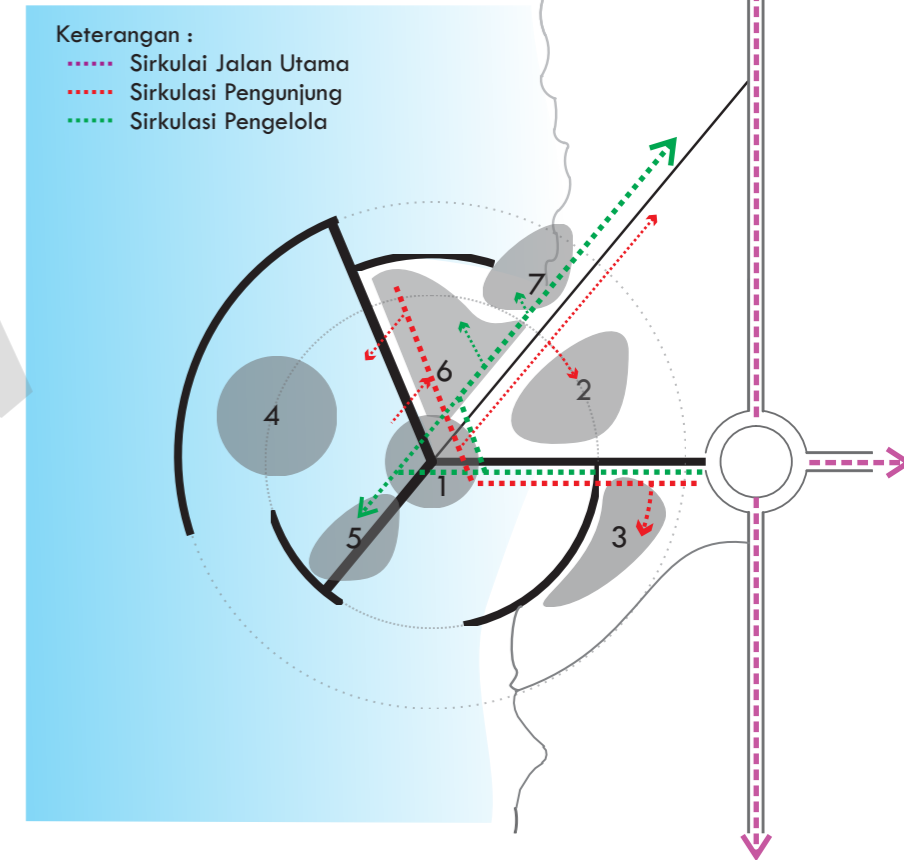 Keterangan :
Sirkulai Jalan Utama
Sirkulasi Pengunjung
Sirkulasi Pengelola
7
6
2
4
1
5
3